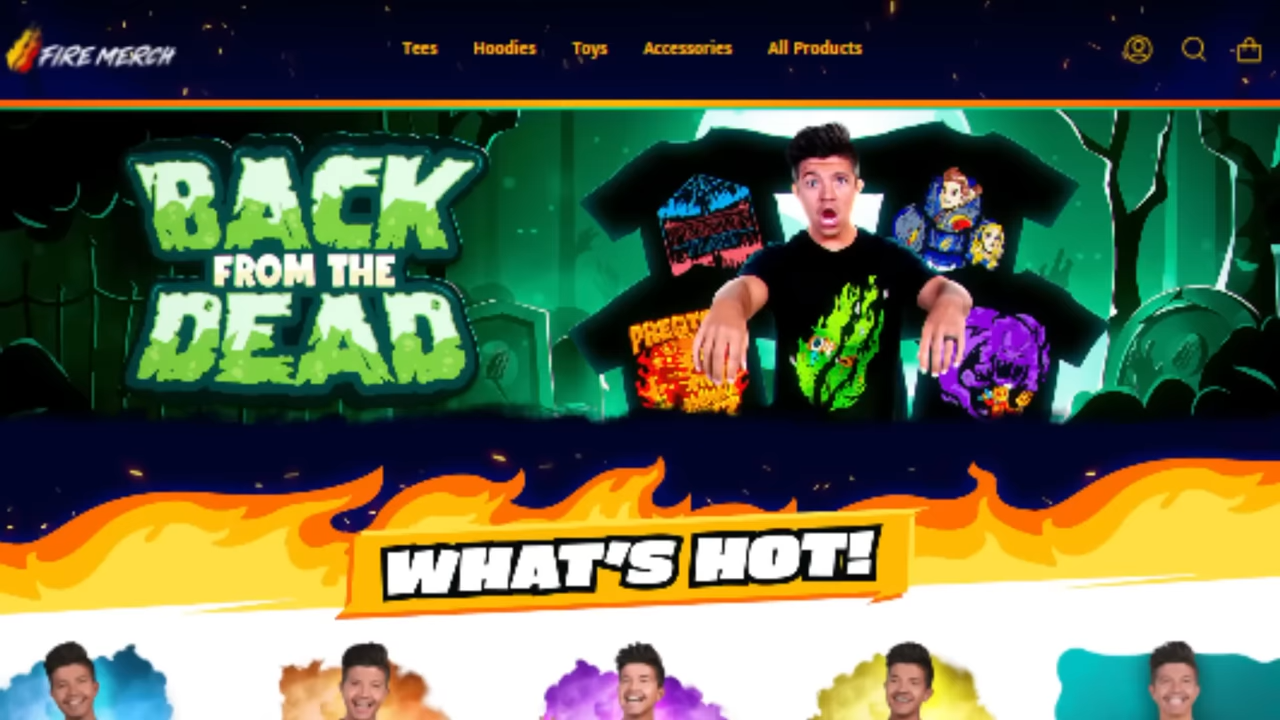 FIRE MERCH
Tees
Hoodies
Toys
Accessories
All Products
BACK
FROM THE
DEAD
WHAT'S HOT!